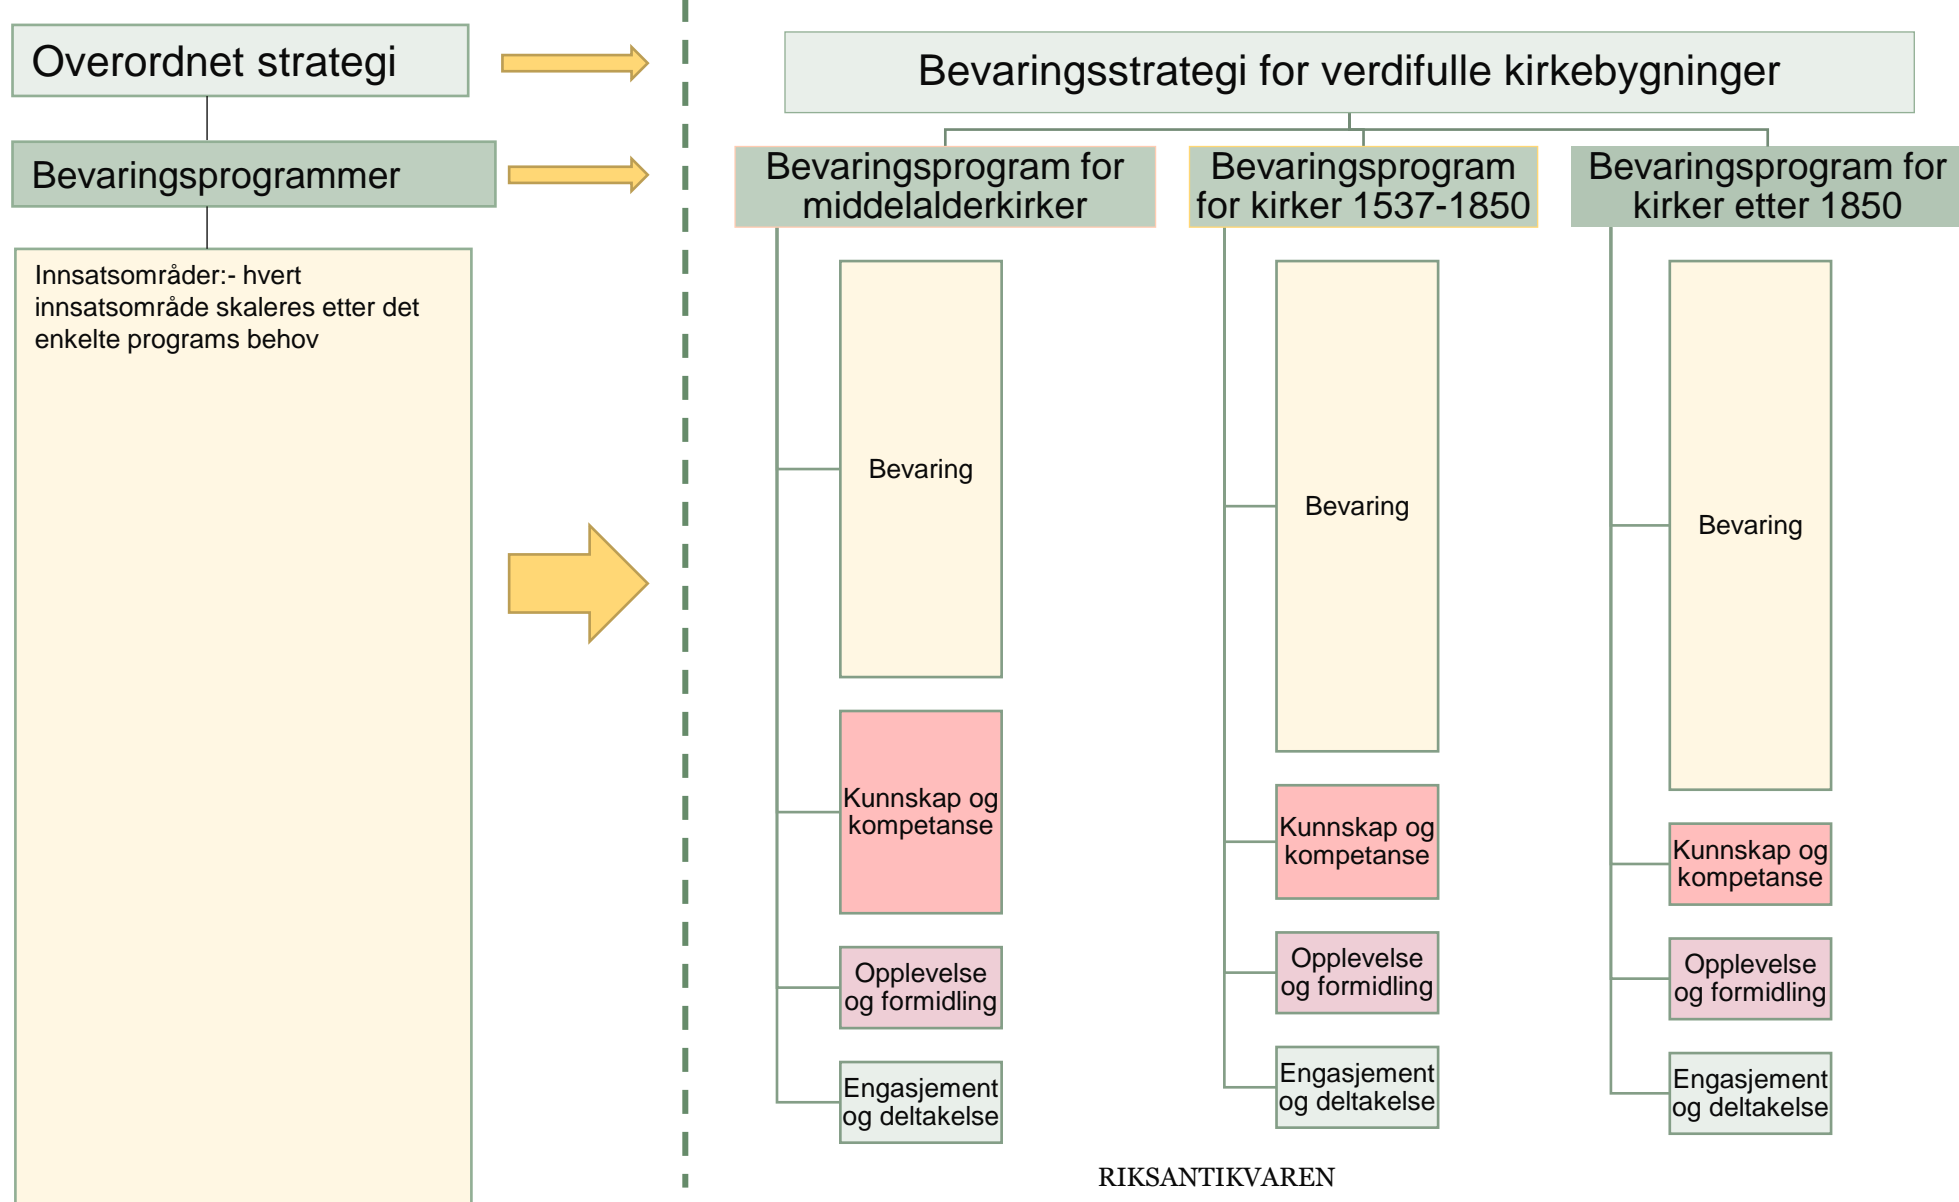 Overordnet strategi
Bevaringsprogrammer
Innsatsområder:- hvert
innsatsområde skaleres etter det
enkelte programs behov
Bevaringsstrategi for verdifulle kirkebygninger
Bevaringsprogram for
middelalderkirker
Bevaring
Kunnskap og
kompetanse
Opplevelse
og formidling
Engasjement
og deltakelse
Bevaringsprogram
for kirker 1537-1850
Bevaring
Kunnskap og
kompetanse
Opplevelse
og formidling
Engasjement
og deltakelse
Bevaringsprogram for
kirker etter 1850
Bevaring
Kunnskap og
kompetanse
Opplevelse
og formidling
Engasjement
og deltakelse
RIKSANTIKVAREN